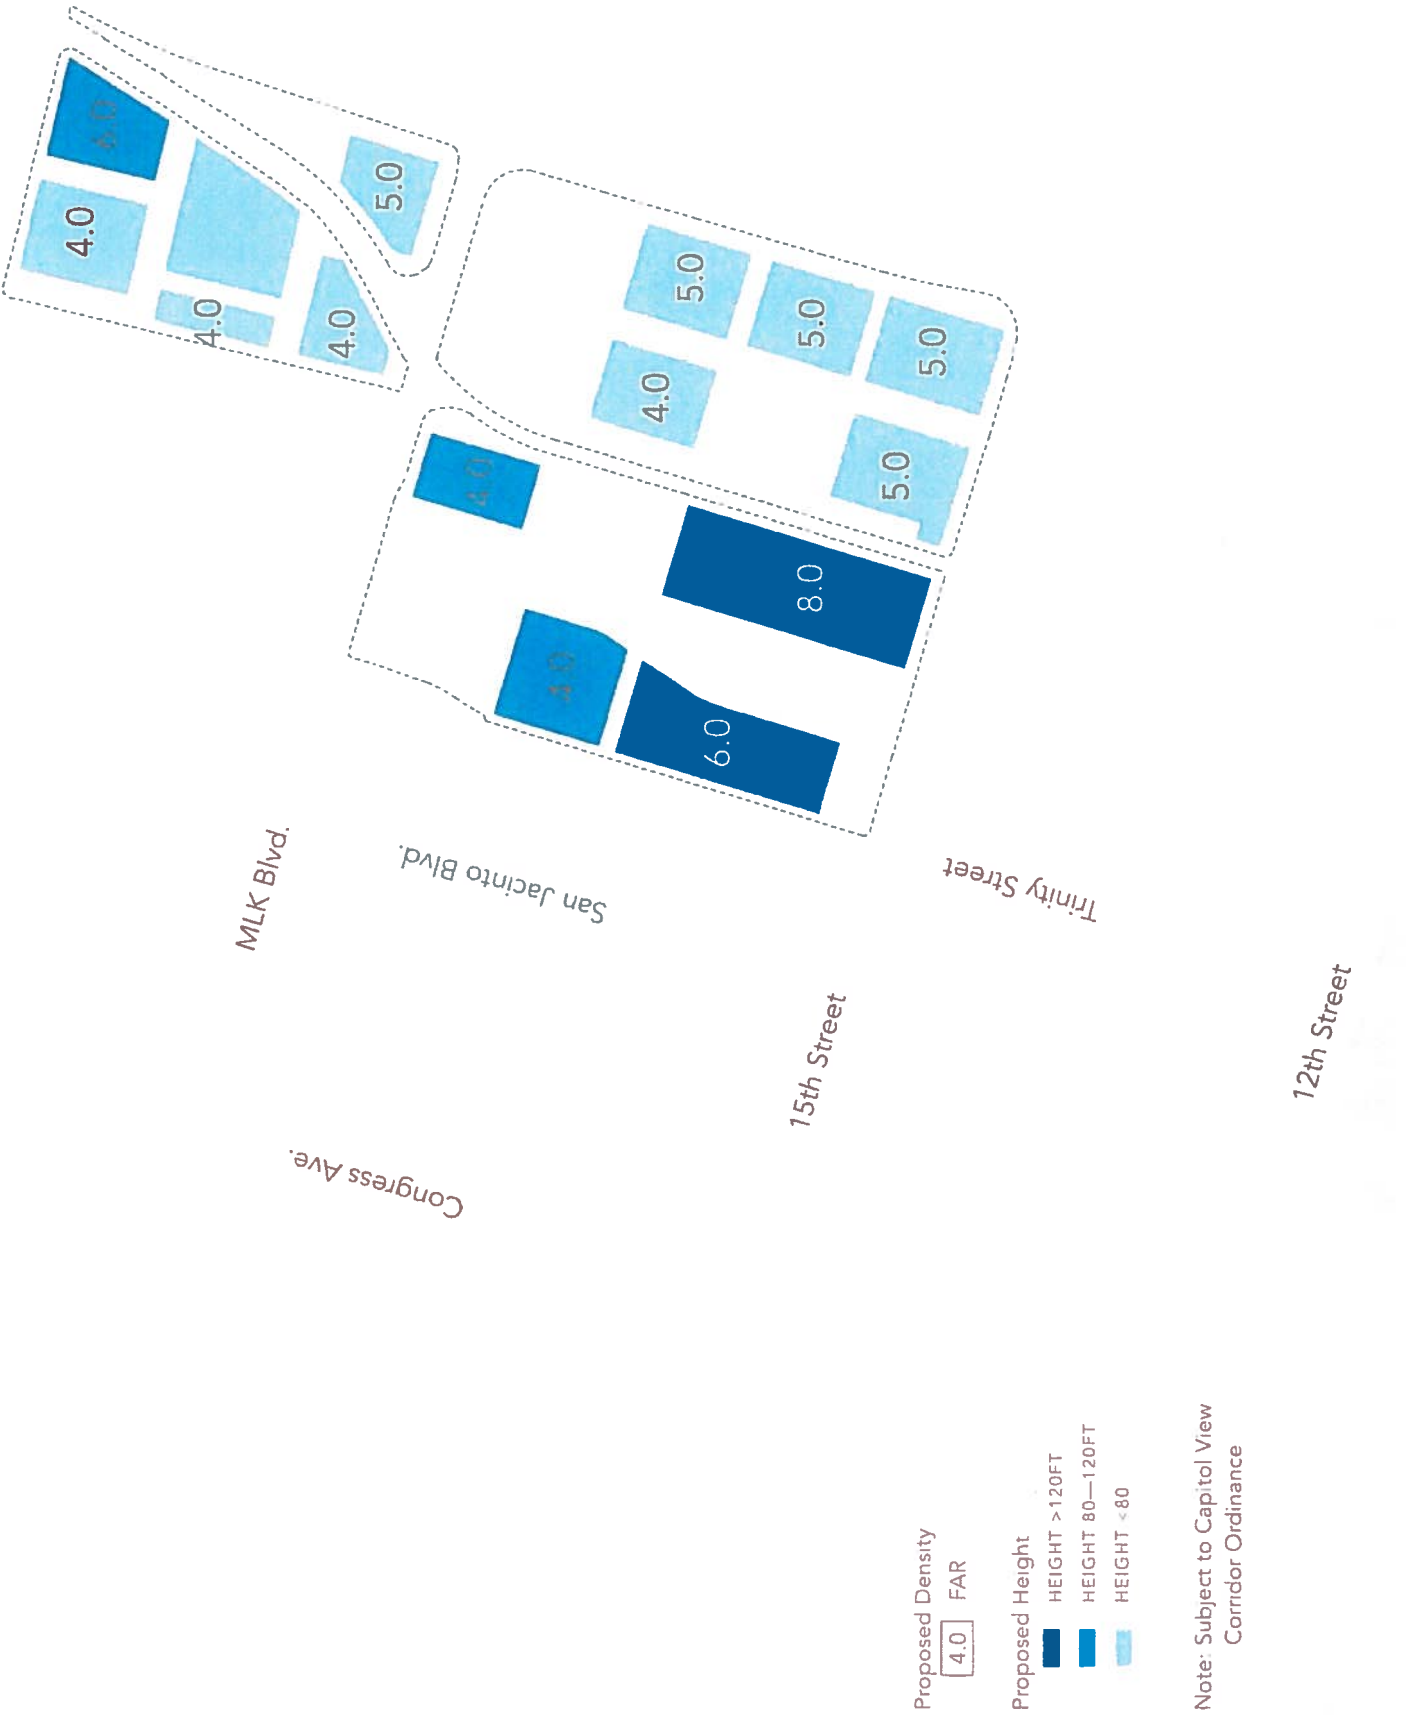 4.0
4.0
4.0
5.0
5.0
4.0
5.0
5.0
5.0
8.0
6.0
MLK Blvd.
San Jacinto Blvd.
Trinity Street
15th Street
12th Street
Congress Ave.
Proposed Density
4.0 FAR
Proposed Height
HEIGHT >120FT
HEIGHT 80—120FT
HEIGHT <80
Note: Subject to Capitol View
Corridor Ordinance